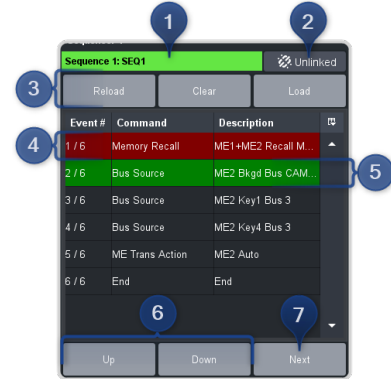 1
2
Sequence 1: SEQ1
Unlinked
3
Reload Clear Load
Event # Command Description
4
1 / 6 Memory Recall ME1+ME2 Recall M...
5
2 / 6 Bus Source ME2 Bkgd Bus CAM...
3 / 6 Bus Source ME2 Key1 Bus 3
4 / 6 Bus Source ME2 Key4 Bus 3
5 / 6 ME Trans Action ME2 Auto
6 / 6 End End
6
7
Up Down Next